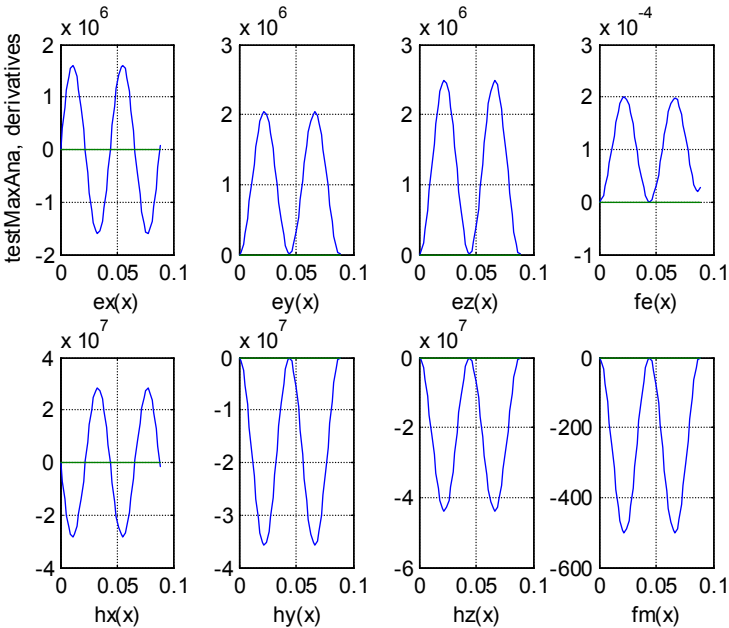 x 10^6
x 10^6
x 10^6
x 10^-4
testMaxAna, derivatives
2
1
0
-1
-2
0 0.05 0.1
ex(x)
3
2
1
0
0 0.05 0.1
ey(x)
3
2
1
0
0 0.05 0.1
ez(x)
3
2
1
0
-1
0 0.05 0.1
fe(x)
x 10^7
x 10^7
x 10^7
4
2
0
-2
-4
0 0.05 0.1
hx(x)
0
-1
-2
-3
-4
0 0.05 0.1
hy(x)
0
-2
-4
-6
0 0.05 0.1
hz(x)
0
-200
-400
-600
0 0.05 0.1
fm(x)